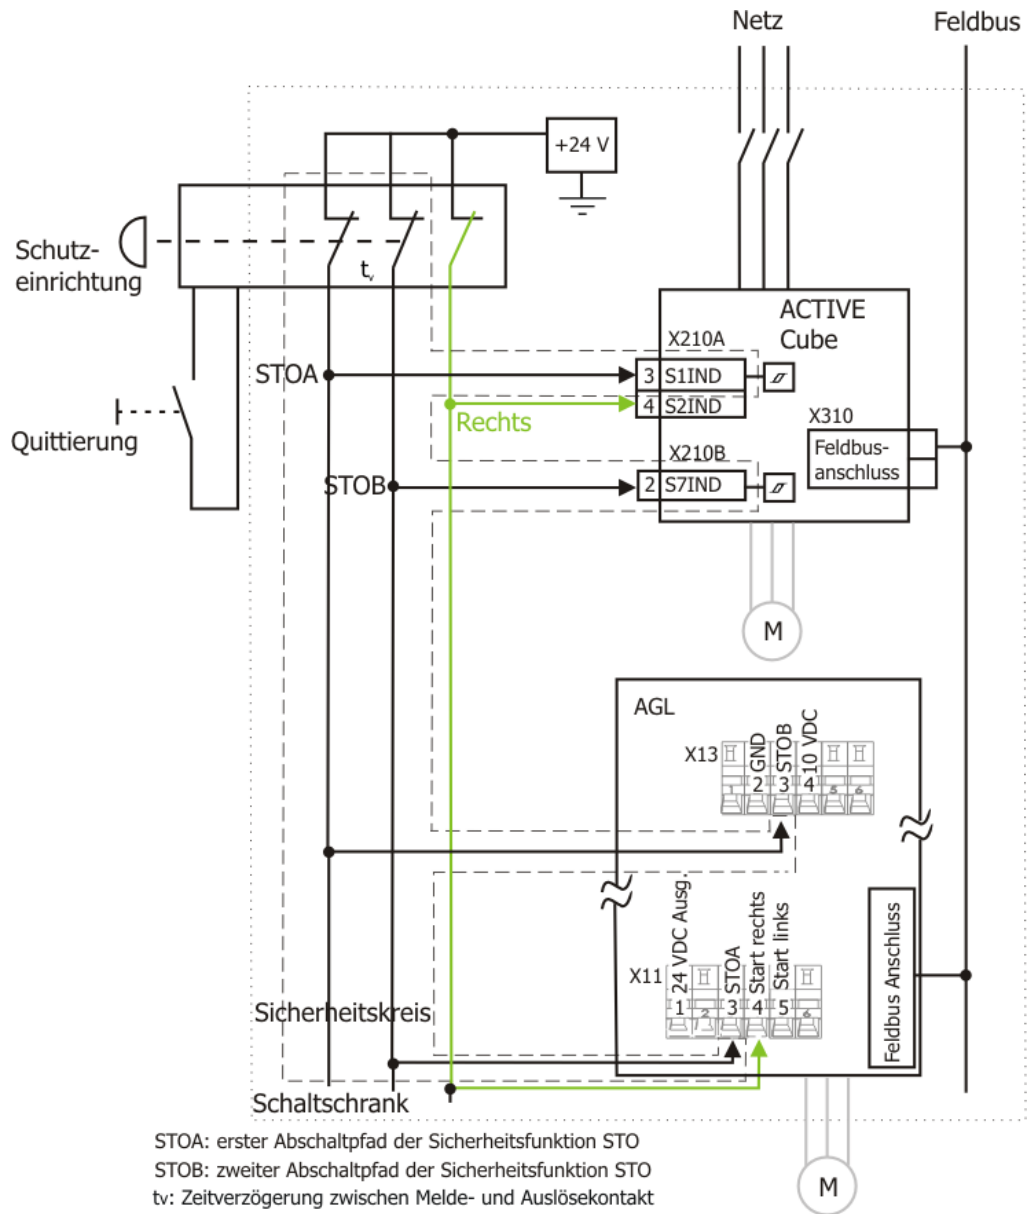 Netz
Feldbus
+24 V
Schutz-
einrichtung
tv
ACTIVE
Cube
X210A
STOA
3 S1IND
4 S2IND
Rechts
X310
Feldbus-
anschluss
Quittierung
X210B
STOB
2 S7IND
M
AGL
X13
1
2 GND
3 STOB
4 10 VDC
5
6
X11
1 24 VDC Ausg.
2
3 STOA
4 Start rechts
5 Start links
6
Feldbus Anschluss
Sicherheitskreis
Schaltschrank
M
STOA: erster Abschaltpfad der Sicherheitsfunktion STO
STOB: zweiter Abschaltpfad der Sicherheitsfunktion STO
tv: Zeitverzögerung zwischen Melde- und Auslösekontakt